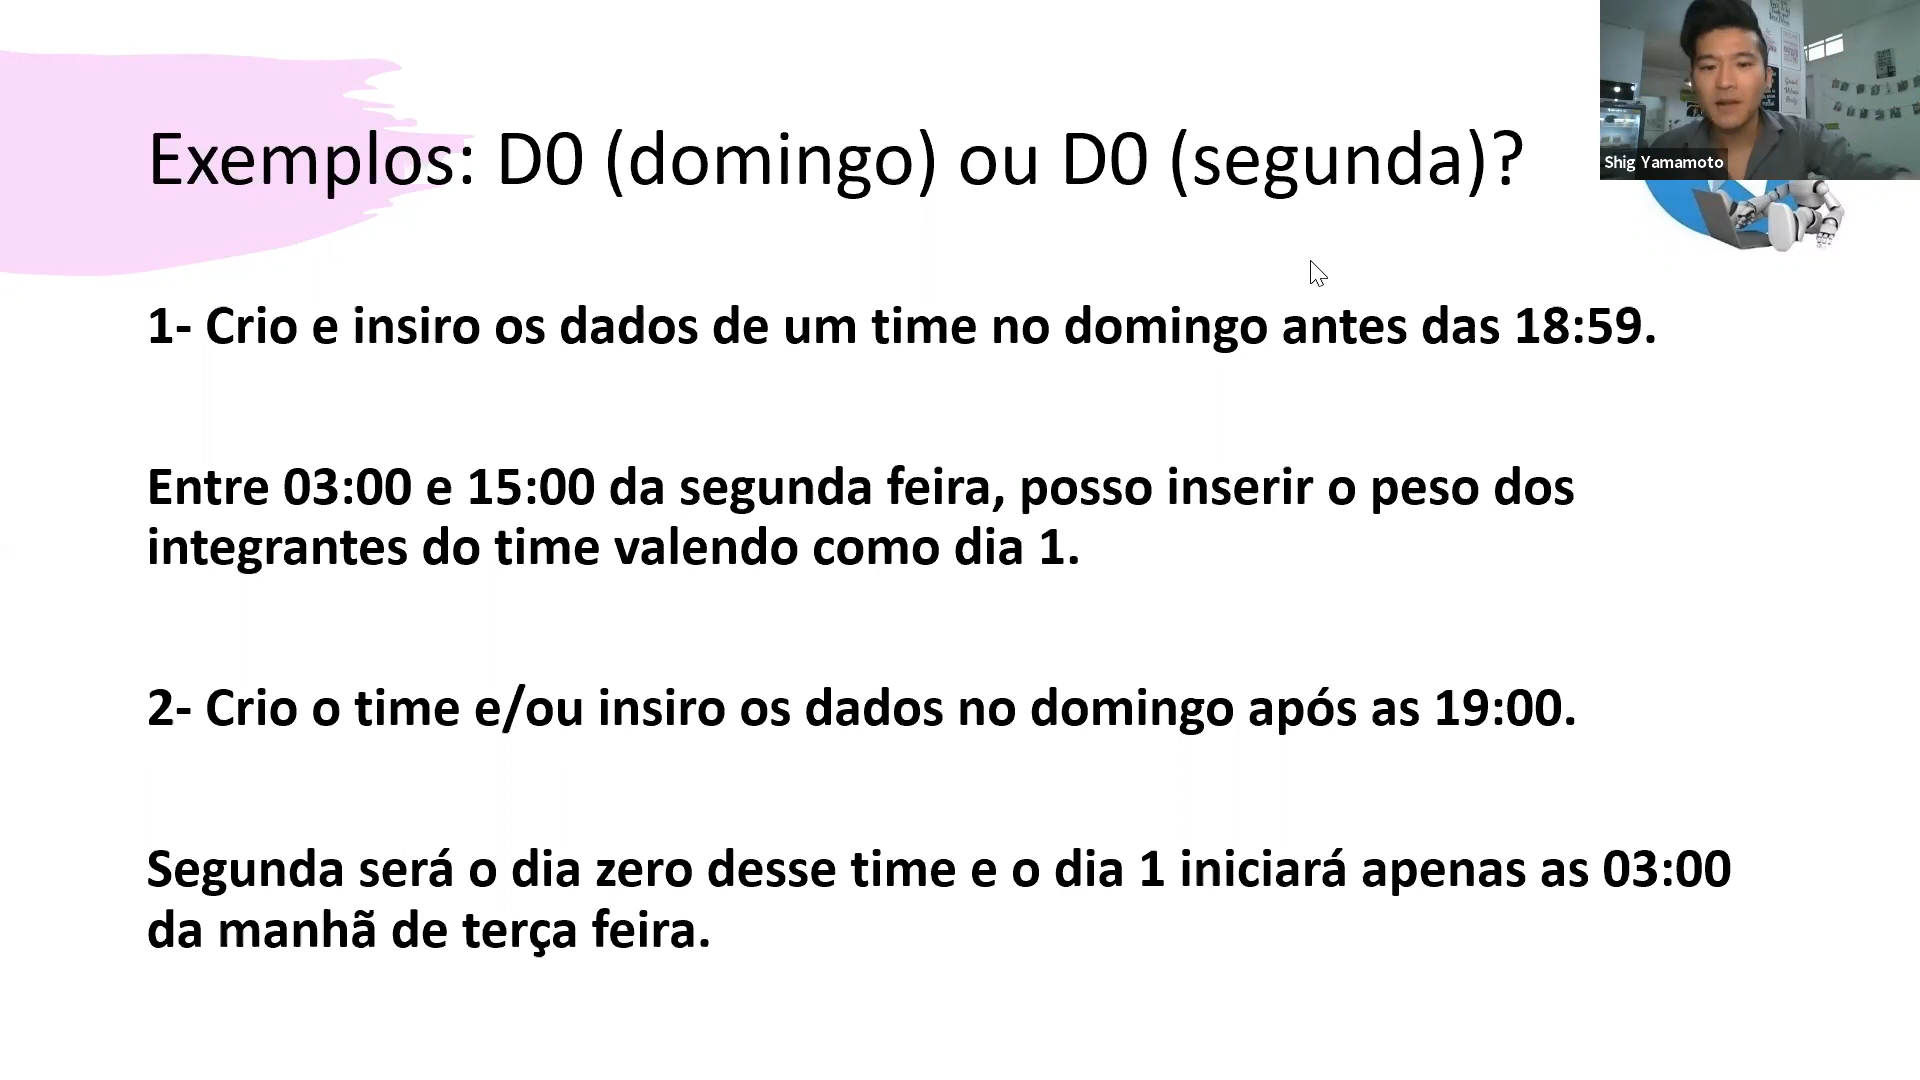 Exemplos: D0 (domingo) ou D0 (segunda)?
Shig Yamamoto
1- Crio e insiro os dados de um time no domingo antes das 18:59.
Entre 03:00 e 15:00 da segunda feira, posso inserir o peso dos
integrantes do time valendo como dia 1.
2- Crio o time e/ou insiro os dados no domingo após as 19:00.
Segunda será o dia zero desse time e o dia 1 iniciará apenas as 03:00
da manhã de terça feira.